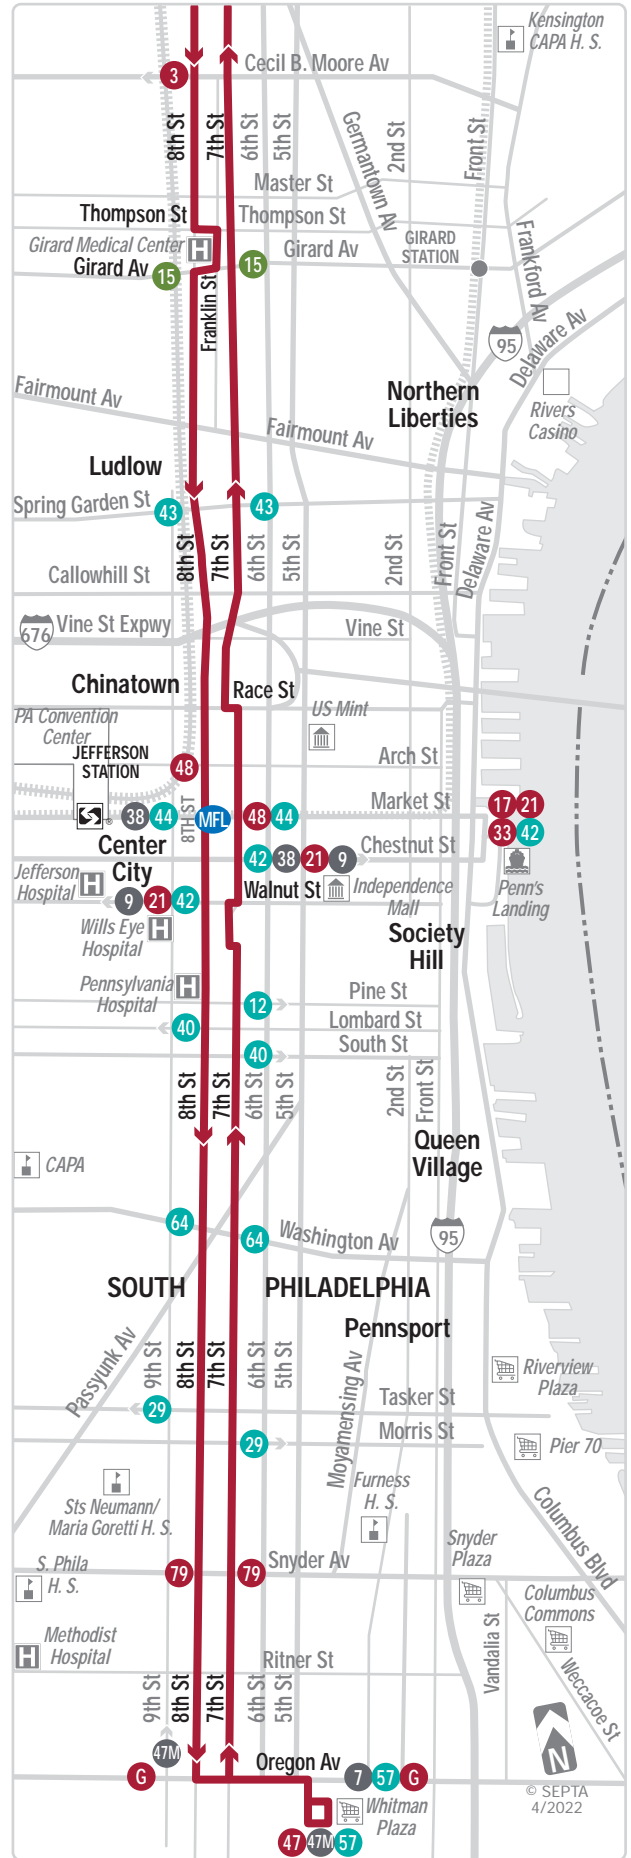 Kensington
CAPA H. S.
Cecil B. Moore Av
3
8th St
7th St
6th St
5th St
Germantown Av
2nd St
Front St
Master St
Thompson St
Thompson St
Girard Medical Center
H
Girard Av
GIRARD
STATION
Frankford Av
Girard Av
15
15
Franklin St
95
Delaware Av
Fairmount Av
Northern
Liberties
Rivers
Casino
Fairmount Av
Ludlow
Spring Garden St
43
43
8th St
7th St
6th St
5th St
2nd St
Front St
Delaware Av
Callowhill St
676
Vine St Expwy
Vine St
Chinatown
Race St
PA Convention
Center
US Mint
JEFFERSON
STATION
48
Arch St
Market St
17
21
38
44
8TH ST
MFL
48
44
33
42
Center
City
Chestnut St
42
38
21
9
Jefferson
Hospital
H
Walnut St
Independence
Mall
Penn's
Landing
9
21
42
Wills Eye
Hospital
H
Society
Hill
Pennsylvania
Hospital
H
Pine St
12
Lombard St
40
South St
40
8th St
7th St
6th St
5th St
2nd St
Front St
Queen
Village
CAPA
64
64
Washington Av
95
SOUTH
PHILADELPHIA
Pennsport
Passyunk Av
9th St
8th St
7th St
6th St
5th St
Moyamensing Av
Riverview
Plaza
Tasker St
29
Morris St
29
Pier 70
Furness
H. S.
Sts Neumann/
Maria Goretti H. S.
Columbus Blvd
Snyder
Plaza
S. Phila
H. S.
79
79
Snyder Av
Columbus
Commons
Methodist
Hospital
H
Ritner St
Vandalia St
Weccacoe St
9th St
8th St
7th St
6th St
5th St
47M
Oregon Av
G
7
57
G
N
© SEPTA
4/2022
Whitman
Plaza
47
47M
57